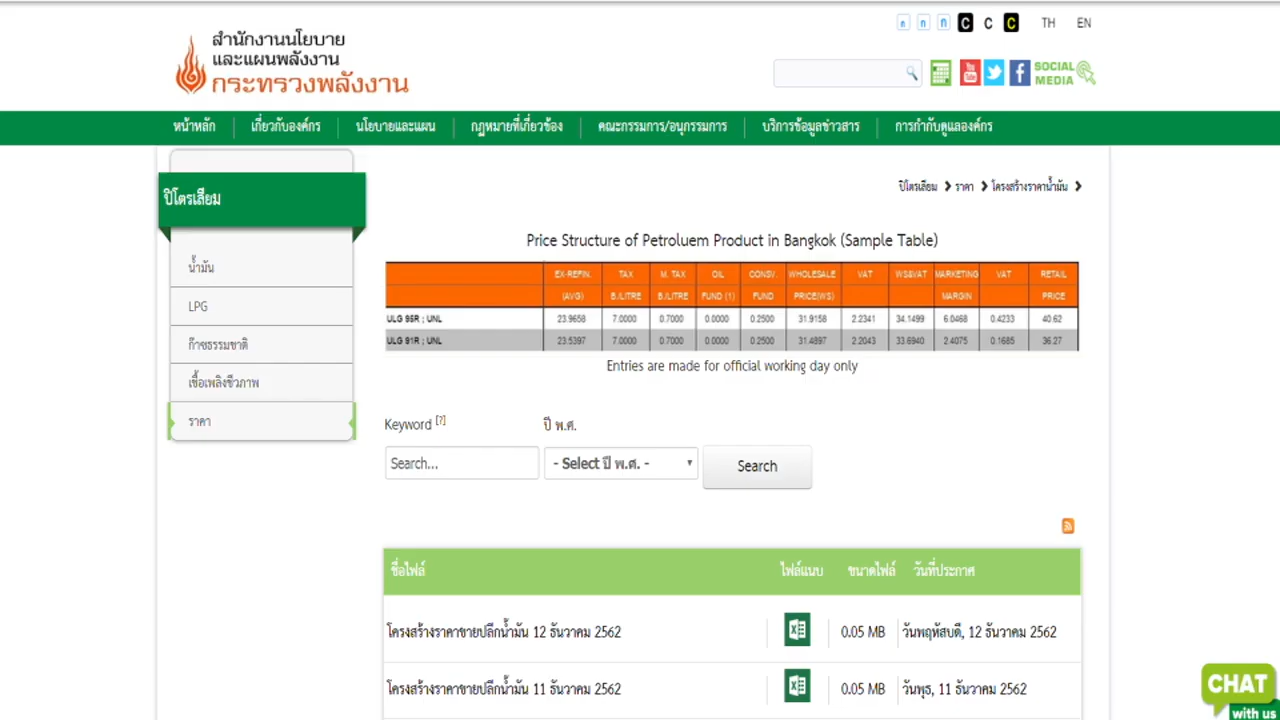 ก ก ก C C C TH EN
สำนักงานนโยบาย
และแผนพลังงาน
กระทรวงพลังงาน
You Tube SOCIAL MEDIA
หน้าหลัก เกี่ยวกับองค์กร นโยบายและแผน กฎหมายที่เกี่ยวข้อง คณะกรรมการ/อนุกรรมการ บริการข้อมูลข่าวสาร การกำกับดูแลองค์กร
ปิโตรเลียม
น้ำมัน
LPG
ก๊าซธรรมชาติ
เชื้อเพลิงชีวภาพ
ราคา
ปิโตรเลียม ราคา โครงสร้างราคาน้ำมัน
Price Structure of Petroluem Product in Bangkok (Sample Table)
EX-REFIN. TAX M. TAX OIL CONSV. WHOLESALE VAT WS&VAT MARKETING VAT RETAIL
(AVG) B./LITRE B./LITRE FUND (1) FUND PRICE(WS) MARGIN PRICE
ULG 95R ; UNL 23.9658 7.0000 0.7000 0.0000 0.2500 31.9158 2.2341 34.1499 6.0468 0.4233 40.62
ULG 91R ; UNL 23.5397 7.0000 0.7000 0.0000 0.2500 31.4897 2.2043 33.6940 2.4075 0.1685 36.27
Entries are made for official working day only
Keyword [?] ปี พ.ศ.
Search... - Select ปี พ.ศ. - Search
ชื่อไฟล์ ไฟล์แนบ ขนาดไฟล์ วันที่ประกาศ
โครงสร้างราคาขายปลีกน้ำมัน 12 ธันวาคม 2562 0.05 MB วันพฤหัสบดี, 12 ธันวาคม 2562
โครงสร้างราคาขายปลีกน้ำมัน 11 ธันวาคม 2562 0.05 MB วันพุธ, 11 ธันวาคม 2562
CHAT
with us